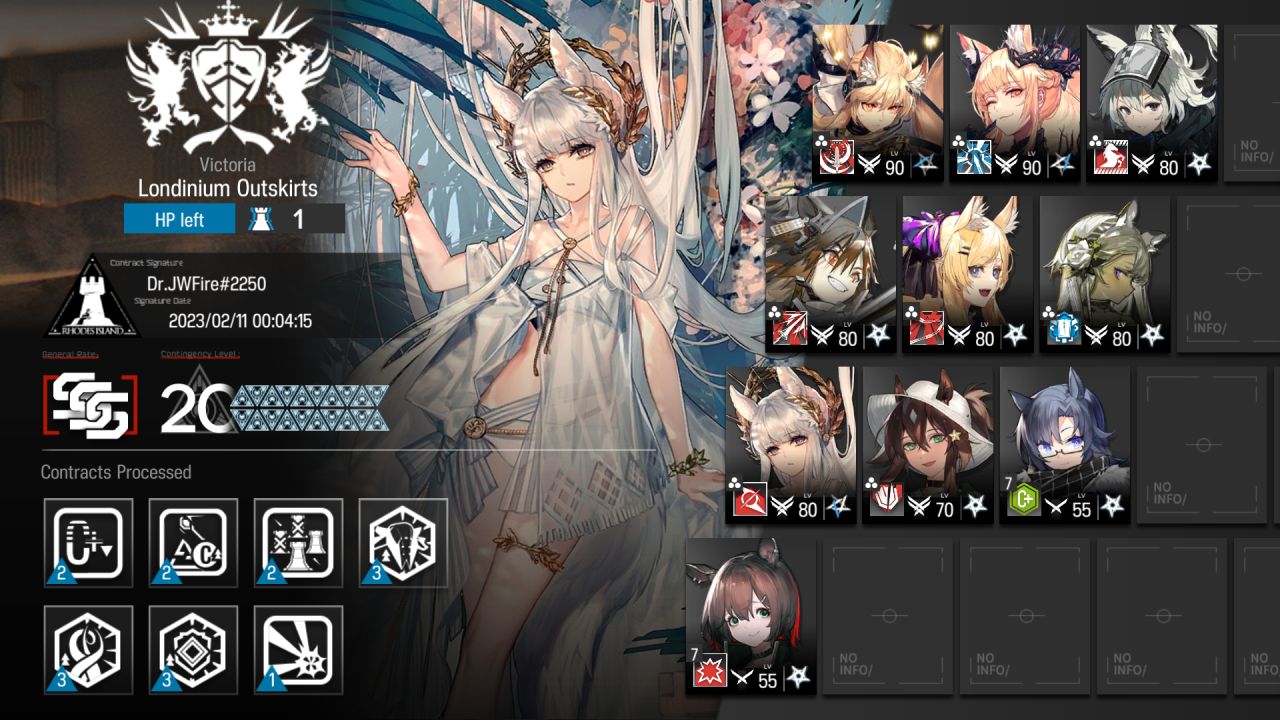 Victoria
Londinium Outskirts
HP left 1
Contract Signature
Dr.JWFire#2250
Signature Date
2023/02/11 00:04:15
RHODES ISLAND
General Rate:
Contingency Level :
SSS
20
Contracts Processed
2
2
2
3
3
3
1
LV
90
LV
90
LV
80
NO
INFO/
LV
80
LV
80
LV
80
NO
INFO/
LV
80
LV
70
7
C+
LV
55
NO
INFO/
7
LV
55
NO
INFO/
NO
INFO/
NO
INFO/
NO
INFO